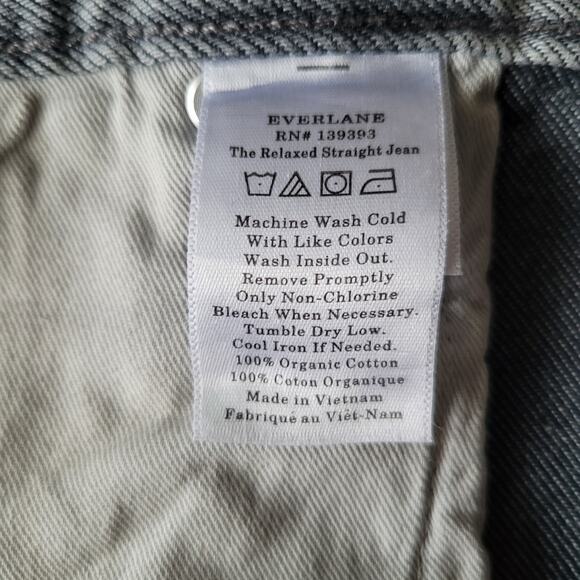 EVERLANE
RN# 139393
The Relaxed Straight Jean
Machine Wash Cold
With Like Colors
Wash Inside Out.
Remove Promptly
Only Non-Chlorine
Bleach When Necessary.
Tumble Dry Low.
Cool Iron If Needed.
100% Organic Cotton
100% Coton Organique
Made in Vietnam
Fabriqué au Viêt-Nam